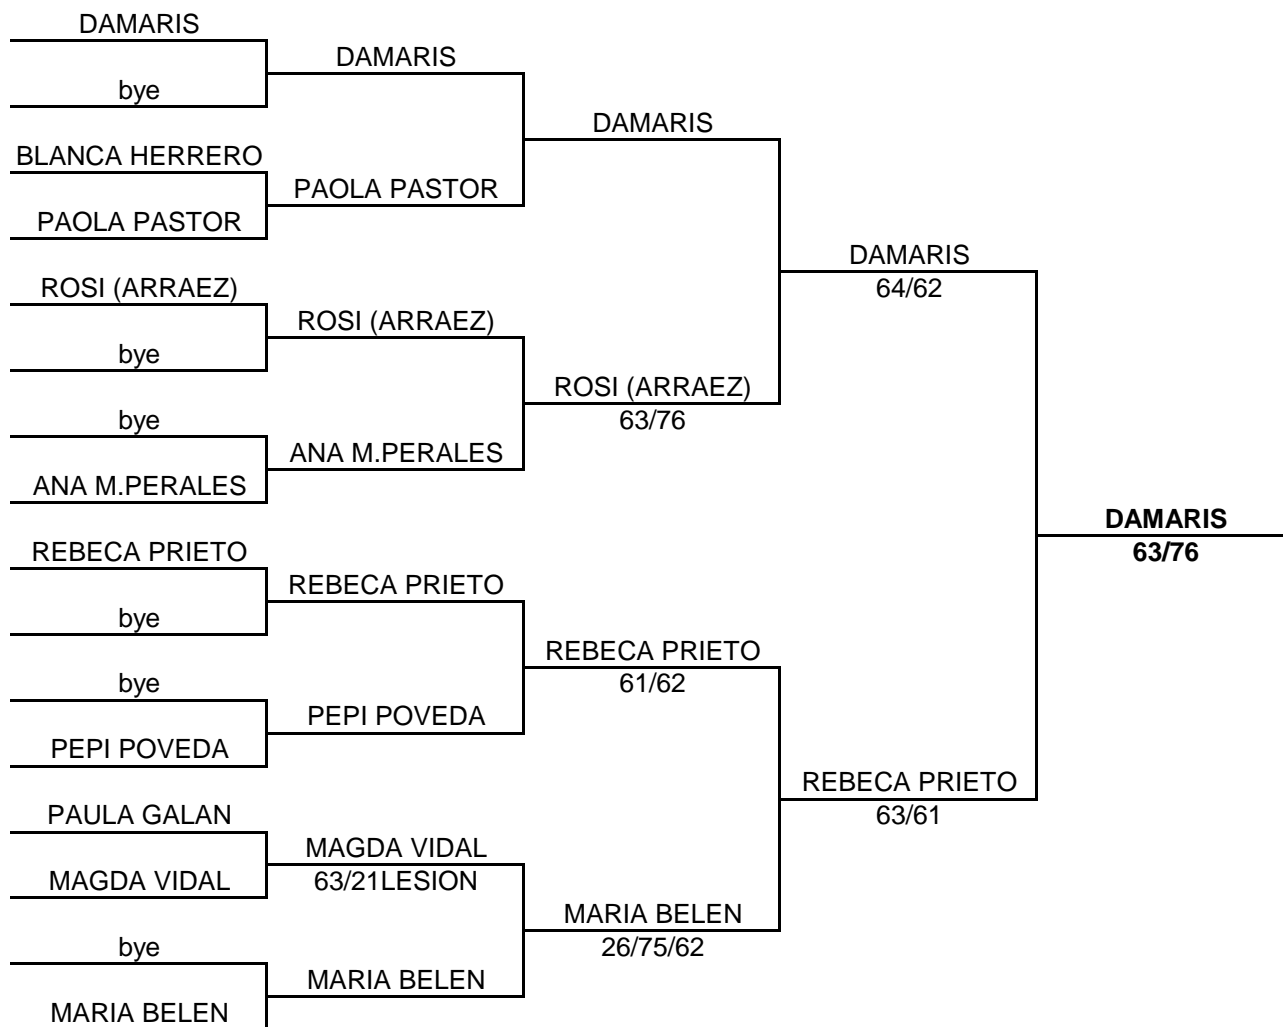 DAMARIS
DAMARIS
bye
DAMARIS
BLANCA HERRERO
PAOLA PASTOR
PAOLA PASTOR
DAMARIS
64/62
ROSI (ARRAEZ)
ROSI (ARRAEZ)
bye
ROSI (ARRAEZ)
63/76
bye
ANA M.PERALES
ANA M.PERALES
DAMARIS
63/76
REBECA PRIETO
REBECA PRIETO
bye
REBECA PRIETO
61/62
bye
PEPI POVEDA
PEPI POVEDA
REBECA PRIETO
63/61
PAULA GALAN
MAGDA VIDAL
63/21LESION
MAGDA VIDAL
MARIA BELEN
26/75/62
bye
MARIA BELEN
MARIA BELEN